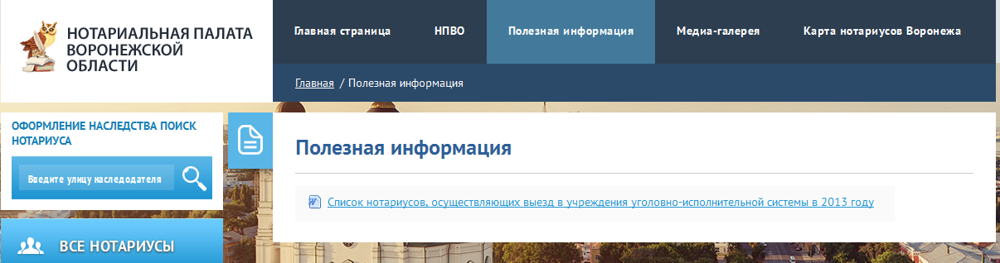 НОТАРИАЛЬНАЯ ПАЛАТА
ВОРОНЕЖСКОЙ
ОБЛАСТИ
Главная страница
НПВО
Полезная информация
Медиа-галерея
Карта нотариусов Воронежа
Главная / Полезная информация
ОФОРМЛЕНИЕ НАСЛЕДСТВА ПОИСК
НОТАРИУСА
Введите улицу наследодателя
ВСЕ НОТАРИУСЫ
Полезная информация
Список нотариусов, осуществляющих выезд в учреждения уголовно-исполнительной системы в 2013 году